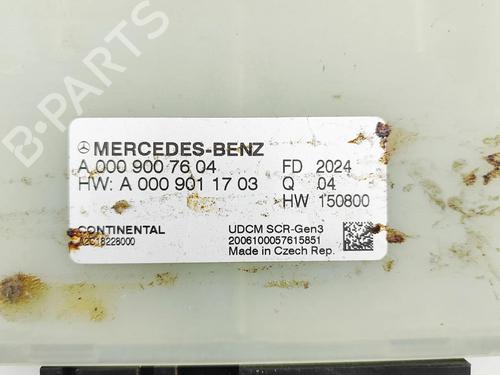 B-PARTS
MERCEDES-BENZ
A 000 900 76 04 FD 2024
HW: A 000 901 17 03 Q 04
HW 150800
CONTINENTAL UDCM SCR-Gen3
A2C18228000 2006100057615851
Made in Czech Rep.